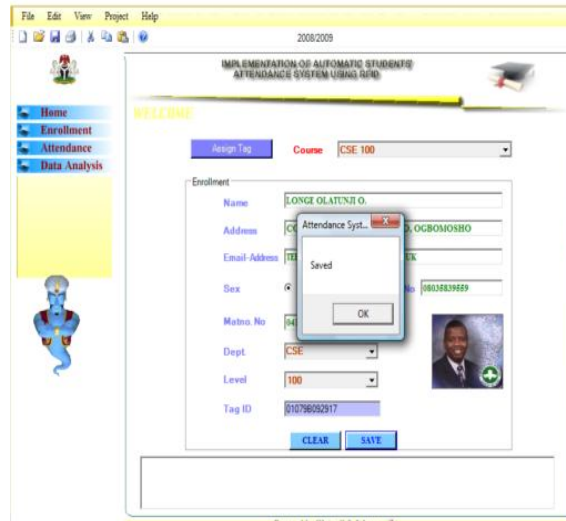 File Edit View Project Help
2008/2009
IMPLEMENTATION OF AUTOMATIC STUDENTS'
ATTENDANCE SYSTEM USING RFID
WELCOME
Home
Enrollment
Attendance
Data Analysis
Assign Tag Course CSE 100
Enrollment
Name LONGE OLATUNJI O.
Address OGBOMOSHO
Attendance Syst...
Email-Address UK
Saved
Sex No 08035839559
OK
Matno. No
Dept CSE
Level 100
Tag ID 01079B092917
CLEAR SAVE